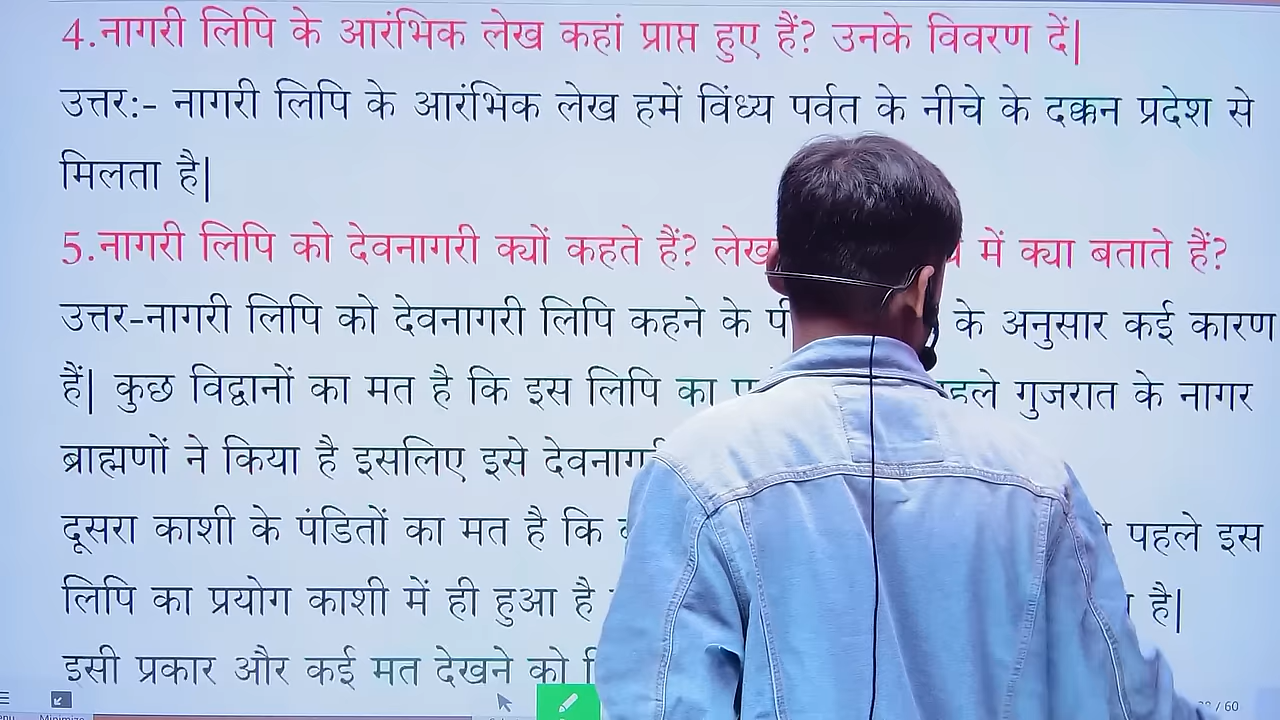 4.नागरी लिपि के आरंभिक लेख कहां प्राप्त हुए हैं? उनके विवरण दें|
उत्तर:- नागरी लिपि के आरंभिक लेख हमें विंध्य पर्वत के नीचे के दक्कन प्रदेश से
मिलता है|
5.नागरी लिपि को देवनागरी क्यों कहते हैं? में क्या बताते हैं?
उत्तर-नागरी लिपि को देवनागरी लिपि कहने के के अनुसार कई कारण
हैं| कुछ विद्वानों का मत है कि इस लिपि का गुजरात के नागर
ब्राह्मणों ने किया है इसलिए इसे
दूसरा काशी के पंडितों का मत है कि पहले इस
लिपि का प्रयोग काशी में ही हुआ है है|
इसी प्रकार और कई मत देखने को
/ 60